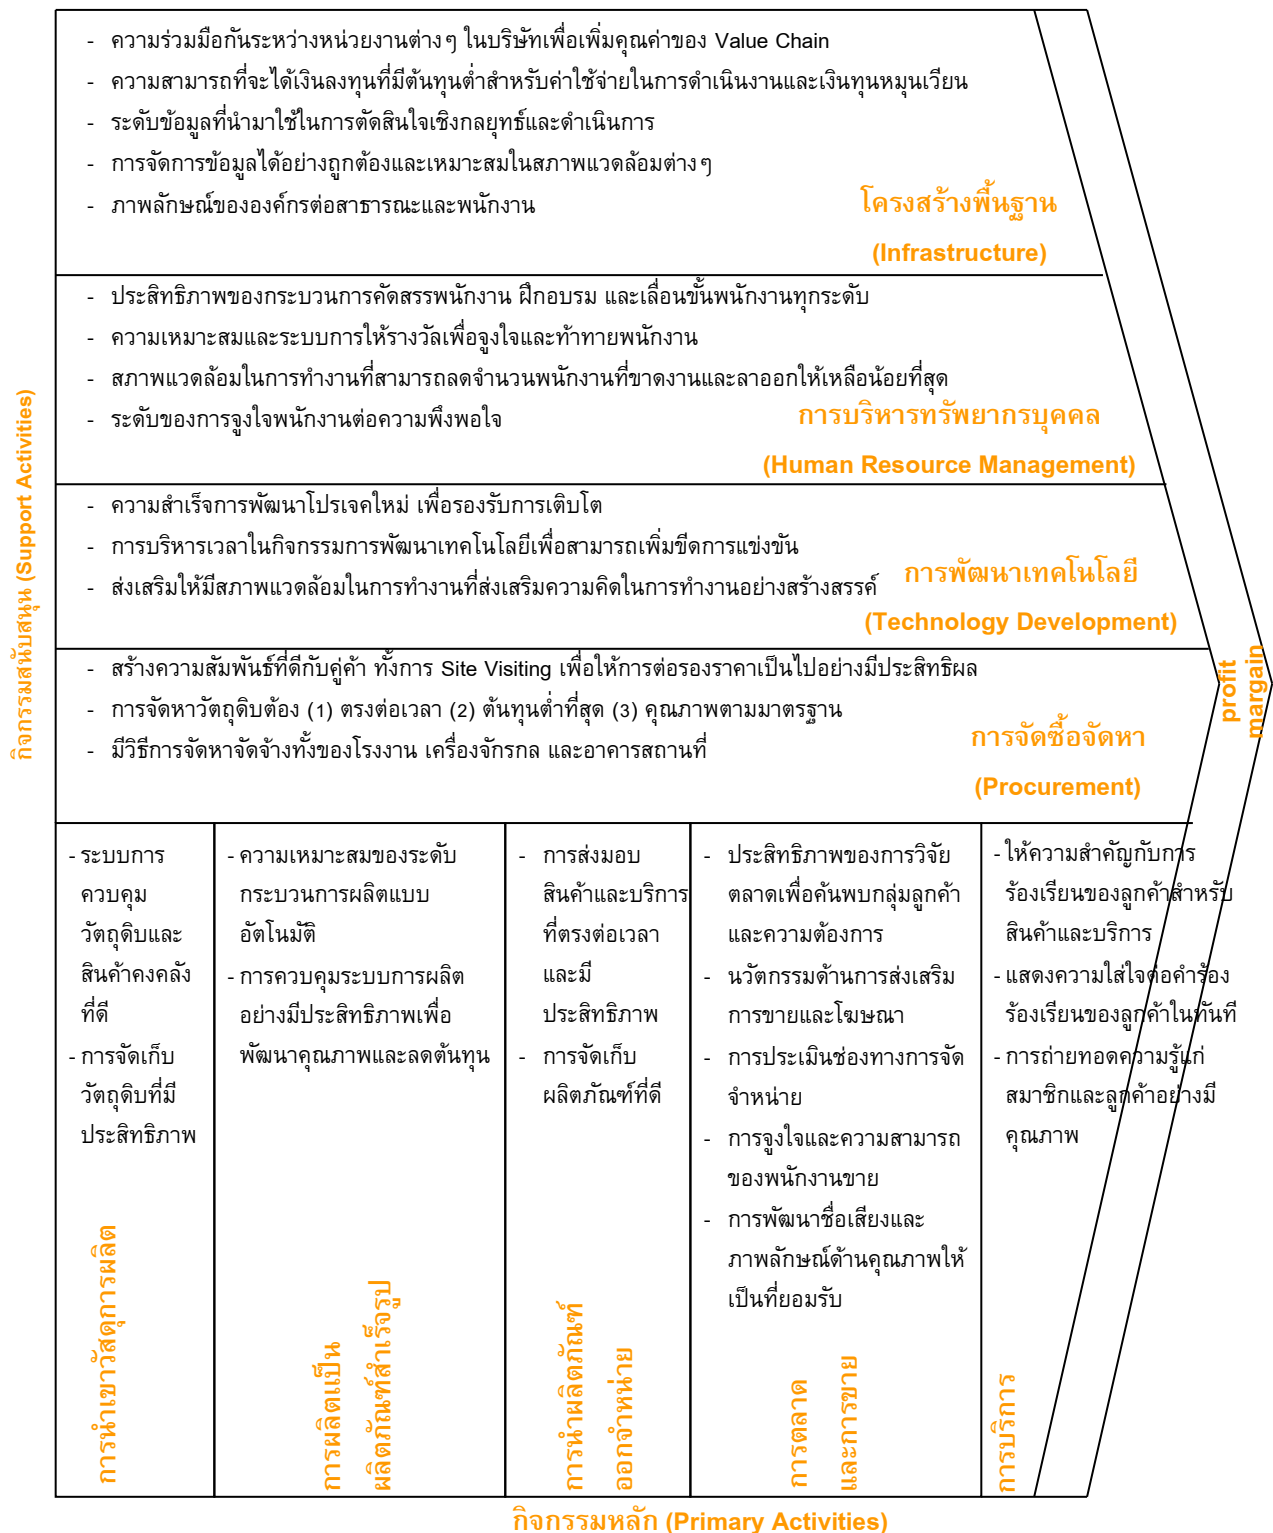 - ความร่วมมือกันระหว่างหน่วยงานต่างๆ ในบริษัทเพื่อเพิ่มคุณค่าของ Value Chain
- ความสามารถที่จะได้เงินลงทุนที่มีต้นทุนต่ำสำหรับค่าใช้จ่ายในการดำเนินงานและเงินทุนหมุนเวียน
- ระดับข้อมูลที่นำมาใช้ในการตัดสินใจเชิงกลยุทธ์และดำเนินการ
- การจัดการข้อมูลได้อย่างถูกต้องและเหมาะสมในสภาพแวดล้อมต่างๆ
- ภาพลักษณ์ขององค์กรต่อสาธารณะและพนักงาน
โครงสร้างพื้นฐาน
(Infrastructure)
- ประสิทธิภาพของกระบวนการคัดสรรพนักงาน ฝึกอบรม และเลื่อนขั้นพนักงานทุกระดับ
- ความเหมาะสมและระบบการให้รางวัลเพื่อจูงใจและท้าทายพนักงาน
- สภาพแวดล้อมในการทำงานที่สามารถลดจำนวนพนักงานที่ขาดงานและลาออกให้เหลือน้อยที่สุด
- ระดับของการจูงใจพนักงานต่อความพึงพอใจ
การบริหารทรัพยากรบุคคล
(Human Resource Management)
- ความสำเร็จการพัฒนาโปรเจคใหม่ เพื่อรองรับการเติบโต
- การบริหารเวลาในกิจกรรมการพัฒนาเทคโนโลยีเพื่อสามารถเพิ่มขีดการแข่งขัน
- ส่งเสริมให้มีสภาพแวดล้อมในการทำงานที่ส่งเสริมความคิดในการทำงานอย่างสร้างสรรค์
การพัฒนาเทคโนโลยี
(Technology Development)
- สร้างความสัมพันธ์ที่ดีกับคู่ค้า ทั้งการ Site Visiting เพื่อให้การต่อรองราคาเป็นไปอย่างมีประสิทธิผล
- การจัดหาวัตถุดิบต้อง (1) ตรงต่อเวลา (2) ต้นทุนต่ำที่สุด (3) คุณภาพตามมาตรฐาน
- มีวิธีการจัดหาจัดจ้างทั้งของโรงงาน เครื่องจักรกล และอาคารสถานที่
การจัดซื้อจัดหา
(Procurement)
กิจกรรมสนับสนุน (Support Activities)
profit
margain
- ระบบการ
ควบคุม
วัตถุดิบและ
สินค้าคงคลัง
ที่ดี
- การจัดเก็บ
วัตถุดิบที่มี
ประสิทธิภาพ
การนำเขาวัสดุการผลิต
- ความเหมาะสมของระดับ
กระบวนการผลิตแบบ
อัตโนมัติ
- การควบคุมระบบการผลิต
อย่างมีประสิทธิภาพเพื่อ
พัฒนาคุณภาพและลดต้นทุน
การผลิตเป็น
ผลิตภัณฑ์สำเร็จรูป
- การส่งมอบ
สินค้าและบริการ
ที่ตรงต่อเวลา
และมี
ประสิทธิภาพ
- การจัดเก็บ
ผลิตภัณฑ์ที่ดี
การนำผลิตภัณฑ์
ออกจำหน่าย
- ประสิทธิภาพของการวิจัย
ตลาดเพื่อค้นพบกลุ่มลูกค้า
และความต้องการ
- นวัตกรรมด้านการส่งเสริม
การขายและโฆษณา
- การประเมินช่องทางการจัด
จำหน่าย
- การจูงใจและความสามารถ
ของพนักงานขาย
- การพัฒนาชื่อเสียงและ
ภาพลักษณ์ด้านคุณภาพให้
เป็นที่ยอมรับ
การตลาด
และการขาย
- ให้ความสำคัญกับการ
ร้องเรียนของลูกค้าสำหรับ
สินค้าและบริการ
- แสดงความใส่ใจต่อคำร้อง
ร้องเรียนของลูกค้าในทันที
- การถ่ายทอดความรู้แก่
สมาชิกและลูกค้าอย่างมี
คุณภาพ
การบริการ
กิจกรรมหลัก (Primary Activities)